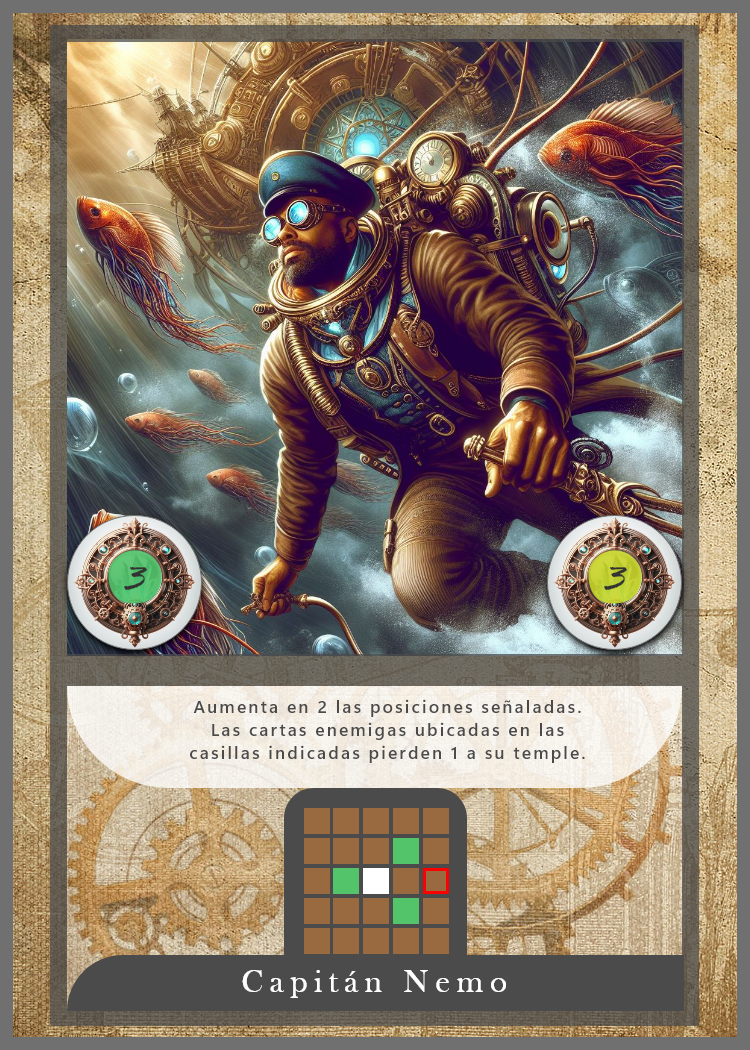 3
3
Aumenta en 2 las posiciones señaladas.
Las cartas enemigas ubicadas en las
casillas indicadas pierden 1 a su temple.
Capitán Nemo